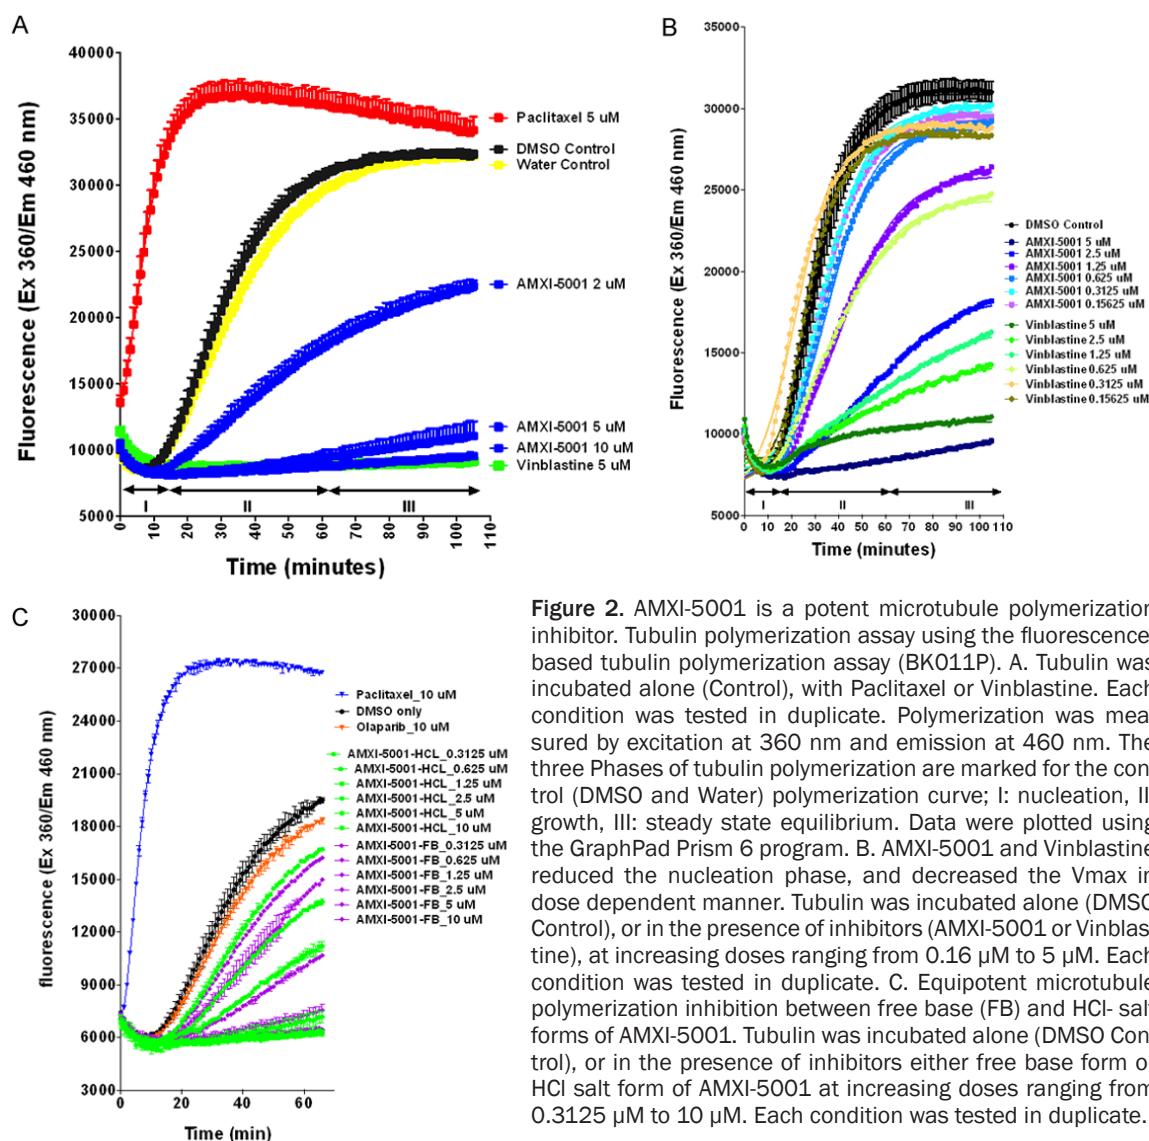 A
40000
35000
30000
25000
20000
15000
10000
5000
Fluorescence (Ex 360/Em 460 nm)
0 10 20 30 40 50 60 70 80 90 100 110
Time (minutes)
I II III
Paclitaxel 5 uM
DMSO Control
Water Control
AMXI-5001 2 uM
AMXI-5001 5 uM
AMXI-5001 10 uM
Vinblastine 5 uM
B
35000
30000
25000
20000
15000
10000
5000
Fluorescence (Ex 360/Em 460 nm)
0 10 20 30 40 50 60 70 80 90 100 110
Time (minutes)
I II III
DMSO Control
AMXI-5001 5 uM
AMXI-5001 2.5 uM
AMXI-5001 1.25 uM
AMXI-5001 0.625 uM
AMXI-5001 0.3125 uM
AMXI-5001 0.15625 uM
Vinblastine 5 uM
Vinblastine 2.5 uM
Vinblastine 1.25 uM
Vinblastine 0.625 uM
Vinblastine 0.3125 uM
Vinblastine 0.15625 uM
C
30000
27000
24000
21000
18000
15000
12000
9000
6000
3000
fluorescence (Ex 360/Em 460 nm)
0 20 40 60
Time (min)
Paclitaxel_10 uM
DMSO only
Olaparib_10 uM
AMXI-5001-HCL_0.3125 uM
AMXI-5001-HCL_0.625 uM
AMXI-5001-HCL_1.25 uM
AMXI-5001-HCL_2.5 uM
AMXI-5001-HCL_5 uM
AMXI-5001-HCL_10 uM
AMXI-5001-FB_0.3125 uM
AMXI-5001-FB_0.625 uM
AMXI-5001-FB_1.25 uM
AMXI-5001-FB_2.5 uM
AMXI-5001-FB_5 uM
AMXI-5001-FB_10 uM
Figure 2. AMXI-5001 is a potent microtubule polymerization
inhibitor. Tubulin polymerization assay using the fluorescence
based tubulin polymerization assay (BK011P). A. Tubulin was
incubated alone (Control), with Paclitaxel or Vinblastine. Each
condition was tested in duplicate. Polymerization was mea-
sured by excitation at 360 nm and emission at 460 nm. The
three Phases of tubulin polymerization are marked for the con
trol (DMSO and Water) polymerization curve; I: nucleation, II
growth, III: steady state equilibrium. Data were plotted using
the GraphPad Prism 6 program. B. AMXI-5001 and Vinblastine
reduced the nucleation phase, and decreased the Vmax in
dose dependent manner. Tubulin was incubated alone (DMSO
Control), or in the presence of inhibitors (AMXI-5001 or Vinblas
tine), at increasing doses ranging from 0.16 µM to 5 µM. Each
condition was tested in duplicate. C. Equipotent microtubule
polymerization inhibition between free base (FB) and HCl- salt
forms of AMXI-5001. Tubulin was incubated alone (DMSO Con
trol), or in the presence of inhibitors either free base form o
HCl salt form of AMXI-5001 at increasing doses ranging from
0.3125 µM to 10 µM. Each condition was tested in duplicate.